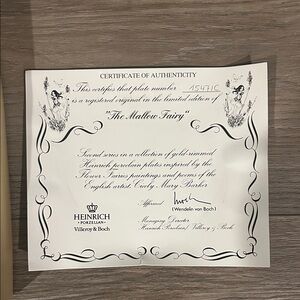 CERTIFICATE OF AUTHENTICITY
This certifies that plate number 15471C
is a registered original in the limited edition of
"The Mallow Fairy"
Second series in a collection of gold-rimmed
Heinrich porcelain plates inspired by the
Flower Fairies paintings and poems of the
English artist, Cicely Mary Barker
Affirmed
(Wendelin von Boch)
HEINRICH
PORZELLAN
Villeroy & Boch
Managing Director
Heinrich Porcelain/Villeroy & Boch